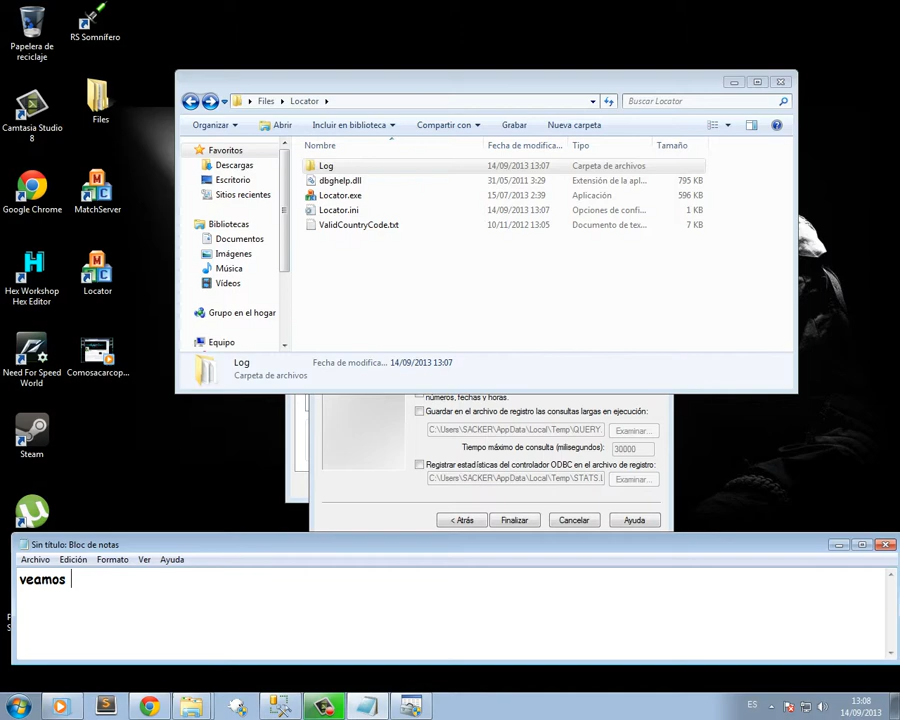 Papelera de
reciclaje
RS Somnífero
Camtasia Studio
8
Files
Google Chrome
MatchServer
Hex Workshop
Hex Editor
Locator
Need For Speed
World
Comosacarcop...
Steam
Files
Locator
Buscar Locator
Organizar
Abrir
Incluir en biblioteca
Compartir con
Grabar
Nueva carpeta
Favoritos
Descargas
Escritorio
Sitios recientes
Bibliotecas
Documentos
Imágenes
Música
Vídeos
Grupo en el hogar
Equipo
Nombre
Fecha de modifica...
Tipo
Tamaño
Log
14/09/2013 13:07
Carpeta de archivos
dbghelp.dll
31/05/2011 3:29
Extensión de la apl...
795 KB
Locator.exe
15/07/2013 2:39
Aplicación
596 KB
Locator.ini
14/09/2013 13:07
Opciones de confi...
1 KB
ValidCountryCode.txt
10/11/2012 13:05
Documento de tex...
7 KB
Log
Fecha de modifica... 14/09/2013 13:07
Carpeta de archivos
números, fechas y horas.
Guardar en el archivo de registro las consultas largas en ejecución:
C:\Users\SACKER\AppData\Local\Temp\QUERY.
Examinar...
Tiempo máximo de consulta (milisegundos):
30000
Registrar estadísticas del controlador ODBC en el archivo de registro:
C:\Users\SACKER\AppData\Local\Temp\STATS.L
Examinar...
< Atrás
Finalizar
Cancelar
Ayuda
Sin título: Bloc de notas
Archivo
Edición
Formato
Ver
Ayuda
veamos
ES
13:08
14/09/2013